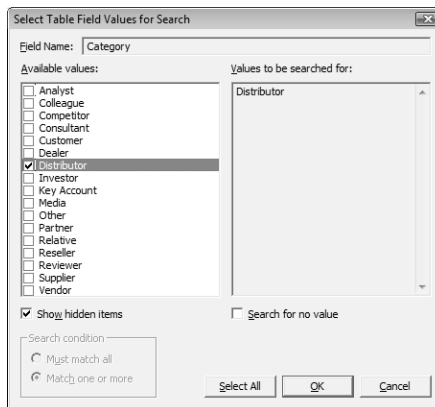 Select Table Field Values for Search
Field Name: Category
Available values:
Values to be searched for:
Analyst
Colleague
Competitor
Consultant
Customer
Dealer
Distributor
Investor
Key Account
Media
Other
Partner
Relative
Reseller
Reviewer
Supplier
Vendor
Distributor
Show hidden items
Search for no value
Search condition
Must match all
Match one or more
Select All
OK
Cancel